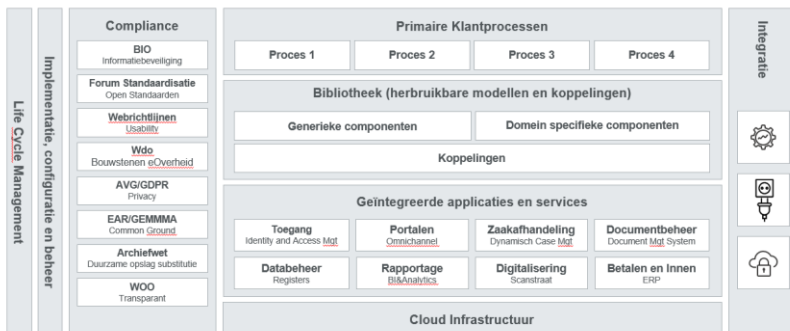 Life Cycle Management
Implementatie, configuratie en beheer
Compliance
BIO
Informatiebeveiliging
Forum Standaardisatie
Open Standaarden
Webrichtlijnen
Usability
Wdo
Bouwstenen eOverheid
AVG/GDPR
Privacy
EAR/GEMMMA
Common Ground
Archiefwet
Duurzame opslag substitutie
WOO
Transparant
Primaire Klantprocessen
Proces 1
Proces 2
Proces 3
Proces 4
Bibliotheek (herbruikbare modellen en koppelingen)
Generieke componenten
Domein specifieke componenten
Koppelingen
Geïntegreerde applicaties en services
Toegang
Identity and Access Mgt
Portalen
Omnichannel
Zaakafhandeling
Dynamisch Case Mgt
Documentbeheer
Document Mgt System
Databeheer
Registers
Rapportage
BI&Analytics
Digitalisering
Scanstraat
Betalen en Innen
ERP
Cloud Infrastructuur
Integratie